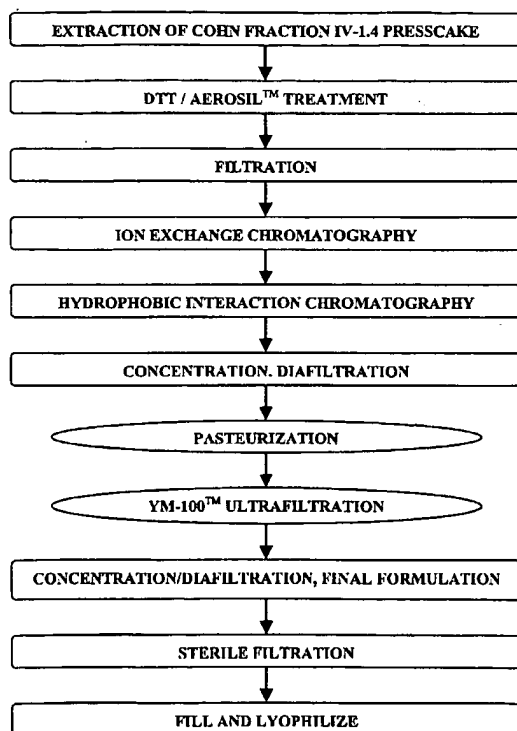 EXTRACTION OF COHN FRACTION IV-1.4 PRESSCAKE
DTT / AEROSIL™ TREATMENT
FILTRATION
ION EXCHANGE CHROMATOGRAPHY
HYDROPHOBIC INTERACTION CHROMATOGRAPHY
CONCENTRATION. DIAFILTRATION
PASTEURIZATION
YM-100™ ULTRAFILTRATION
CONCENTRATION/DIAFILTRATION, FINAL FORMULATION
STERILE FILTRATION
FILL AND LYOPHILIZE